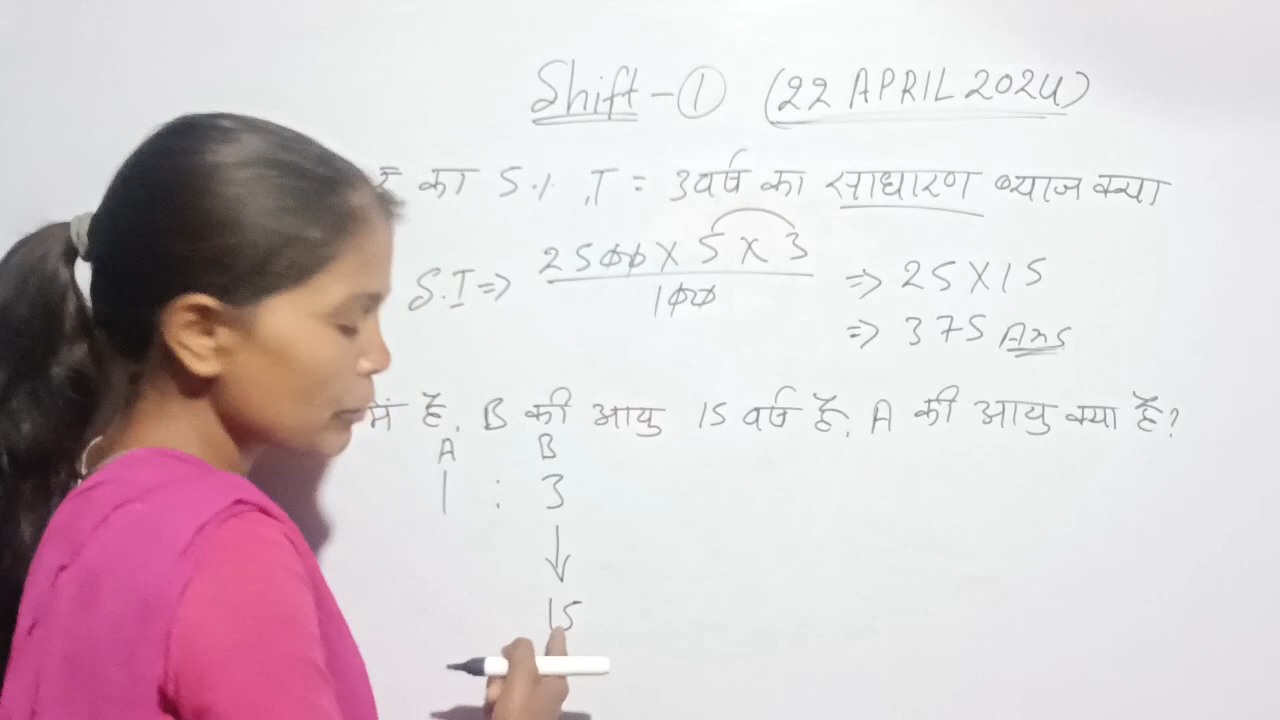 Shift-① (22 APRIL 2024)
का 5%, T = 3वर्ष का साधारण ब्याज क्या
S.I => 2500 X 5 X 3
100
=> 25 X 15
=> 375 Ans
में है. B की आयु 15 वर्ष है. A की आयु क्या है?
A B
1 : 3
↓
15